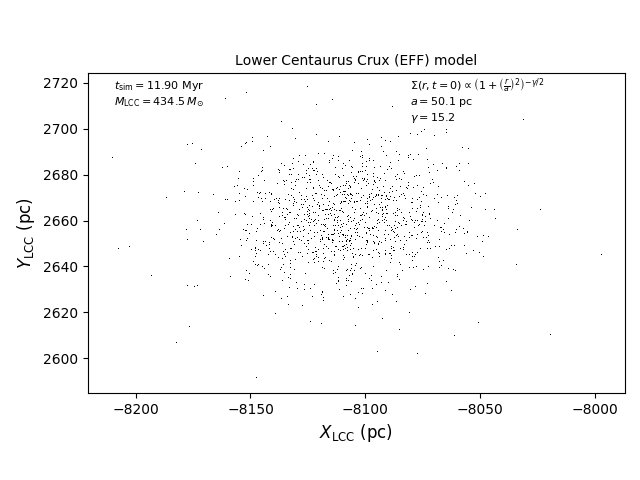 Lower Centaurus Crux (EFF) model
t_sim = 11.90 Myr
M_LCC = 434.5 M_⊙
Σ(r, t = 0) ∝ (1 + (r/a)^2)^{−γ/2}
a = 50.1 pc
γ = 15.2
2720
2700
2680
2660
2640
2620
2600
Y_LCC (pc)
−8200 −8150 −8100 −8050 −8000
X_LCC (pc)